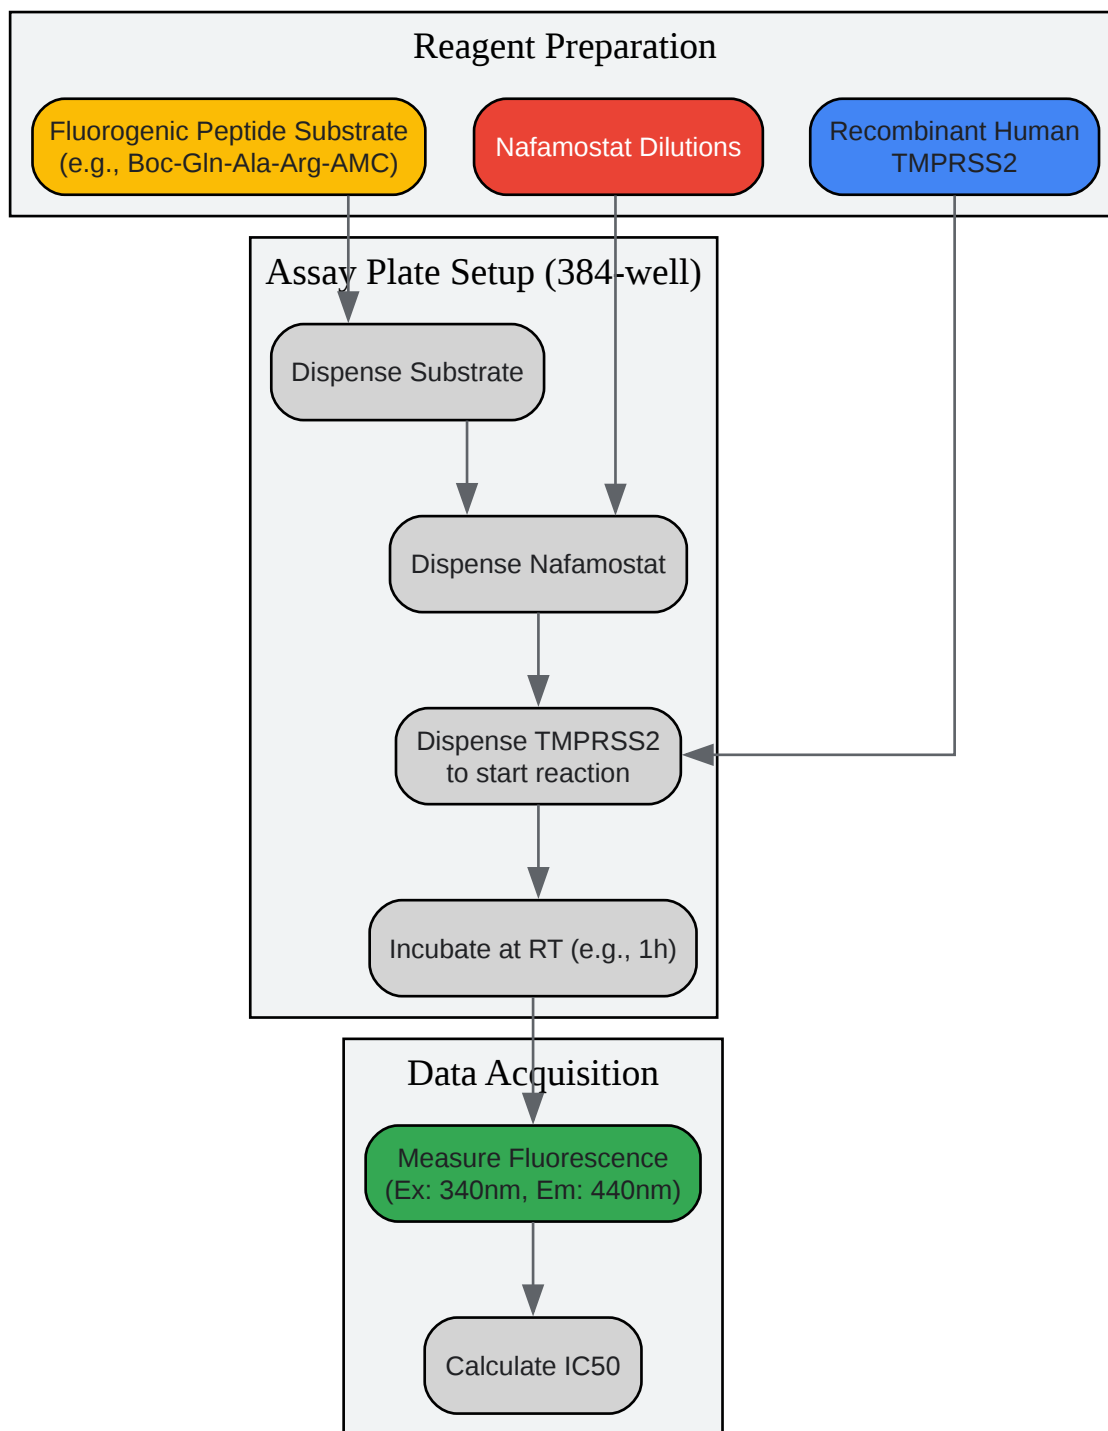 Reagent Preparation
Fluorogenic Peptide Substrate
(e.g., Boc-Gln-Ala-Arg-AMC)
Nafamostat Dilutions
Recombinant Human
TMPRSS2
Assay Plate Setup (384-well)
Dispense Substrate
Dispense Nafamostat
Dispense TMPRSS2
to start reaction
Incubate at RT (e.g., 1h)
Data Acquisition
Measure Fluorescence
(Ex: 340nm, Em: 440nm)
Calculate IC50